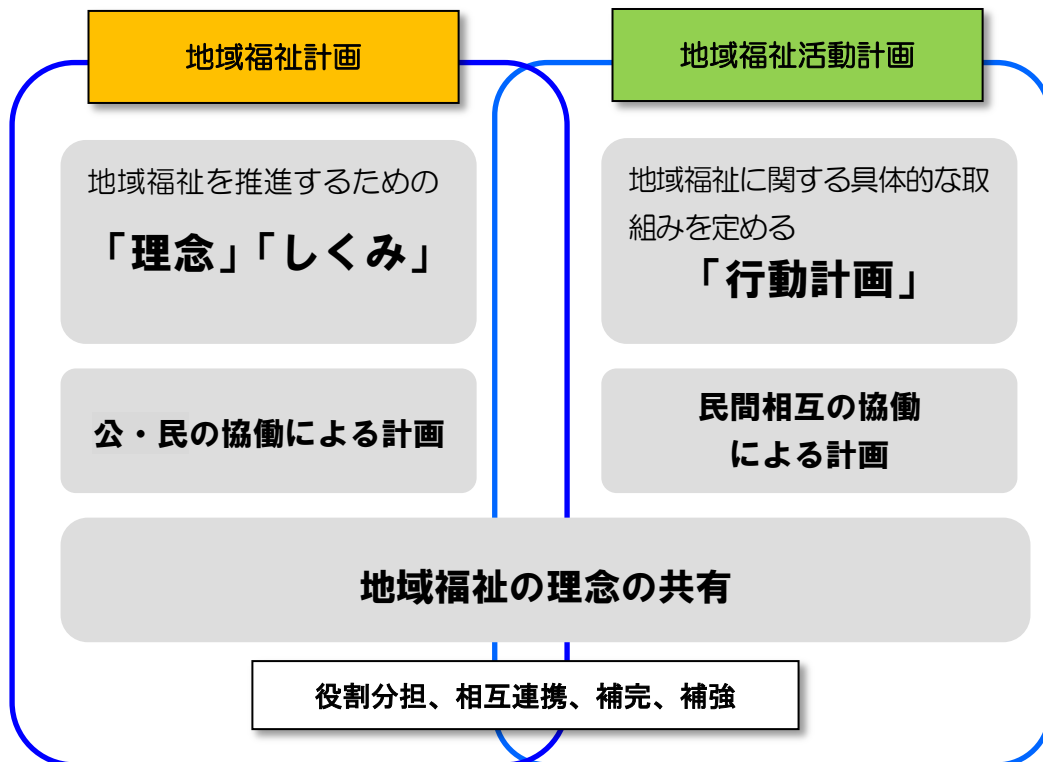 地域福祉計画
地域福祉を推進するための
「理念」「しくみ」
公・民の協働による計画
地域福祉活動計画
地域福祉に関する具体的な取
組みを定める
「行動計画」
民間相互の協働
による計画
地域福祉の理念の共有
役割分担、相互連携、補完、補強